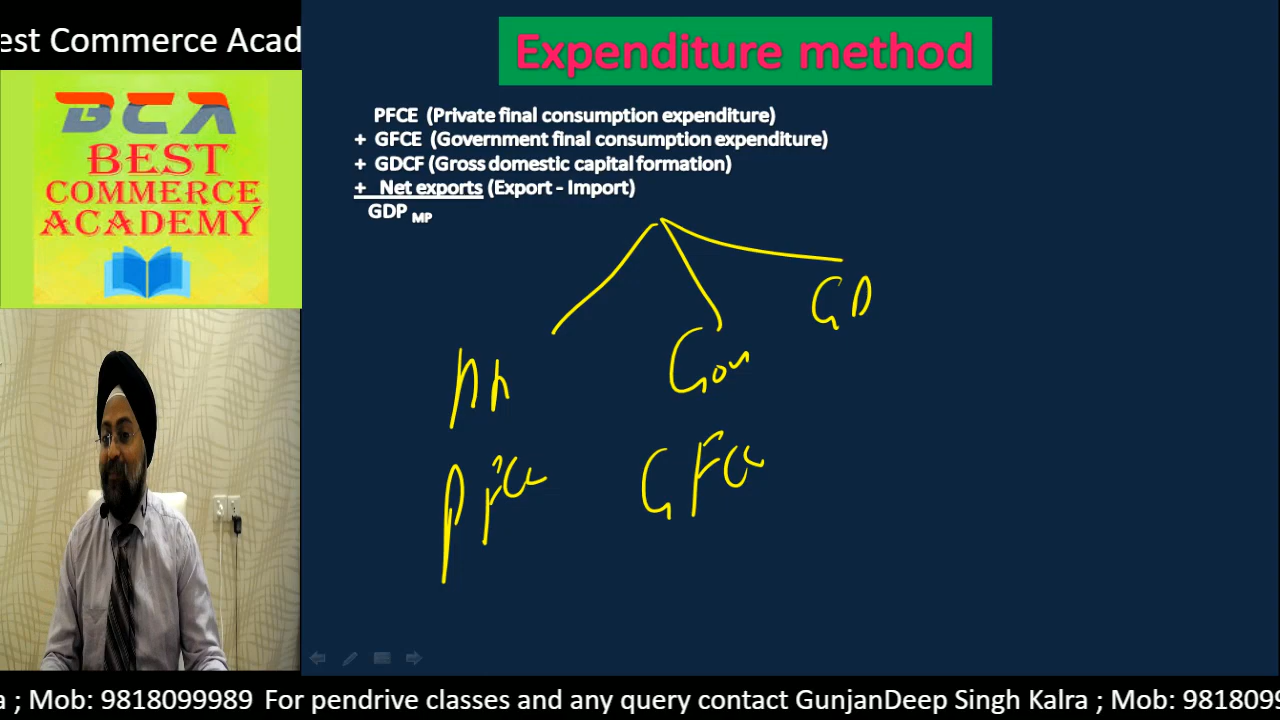 est Commerce Acad
BCA
BEST
COMMERCE
ACADEMY
Expenditure method
PFCE (Private final consumption expenditure)
+ GFCE (Government final consumption expenditure)
+ GDCF (Gross domestic capital formation)
+ Net exports (Export - Import)
GDP MP
GD
Gov
PFCE
GFCE
a ; Mob: 9818099989 For pendrive classes and any query contact GunjanDeep Singh Kalra ; Mob: 981809